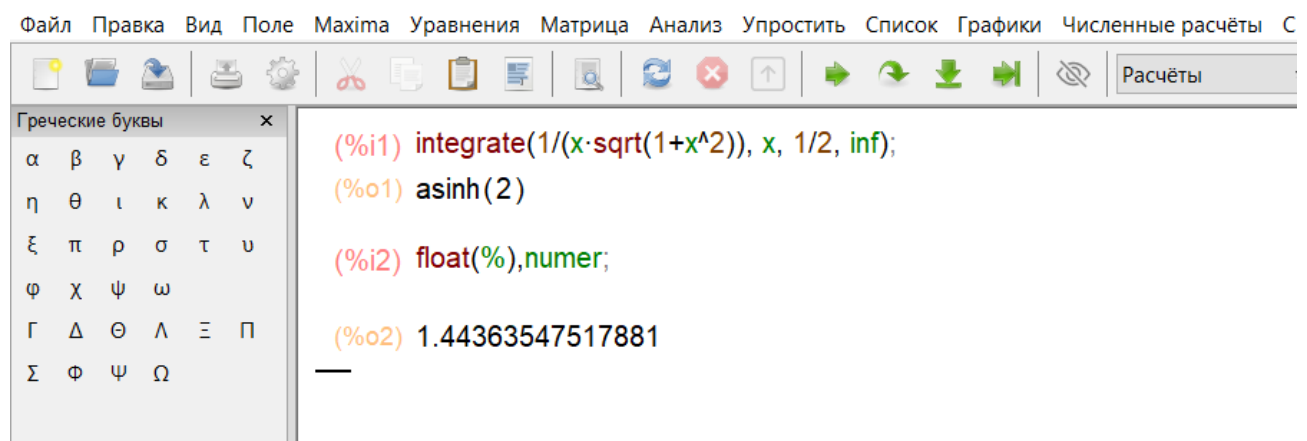 Файл Правка Вид Поле Maxima Уравнения Матрица Анализ Упростить Список Графики Численные расчёты С
Расчёты
Греческие буквы x
α β γ δ ε ζ
η θ ι κ λ ν
ξ π ρ σ τ υ
φ χ ψ ω
Γ Δ Θ Λ Ξ Π
Σ Φ Ψ Ω
(%i1) integrate(1/(x·sqrt(1+x^2)), x, 1/2, inf);
(%o1) asinh(2)
(%i2) float(%),numer;
(%o2) 1.44363547517881